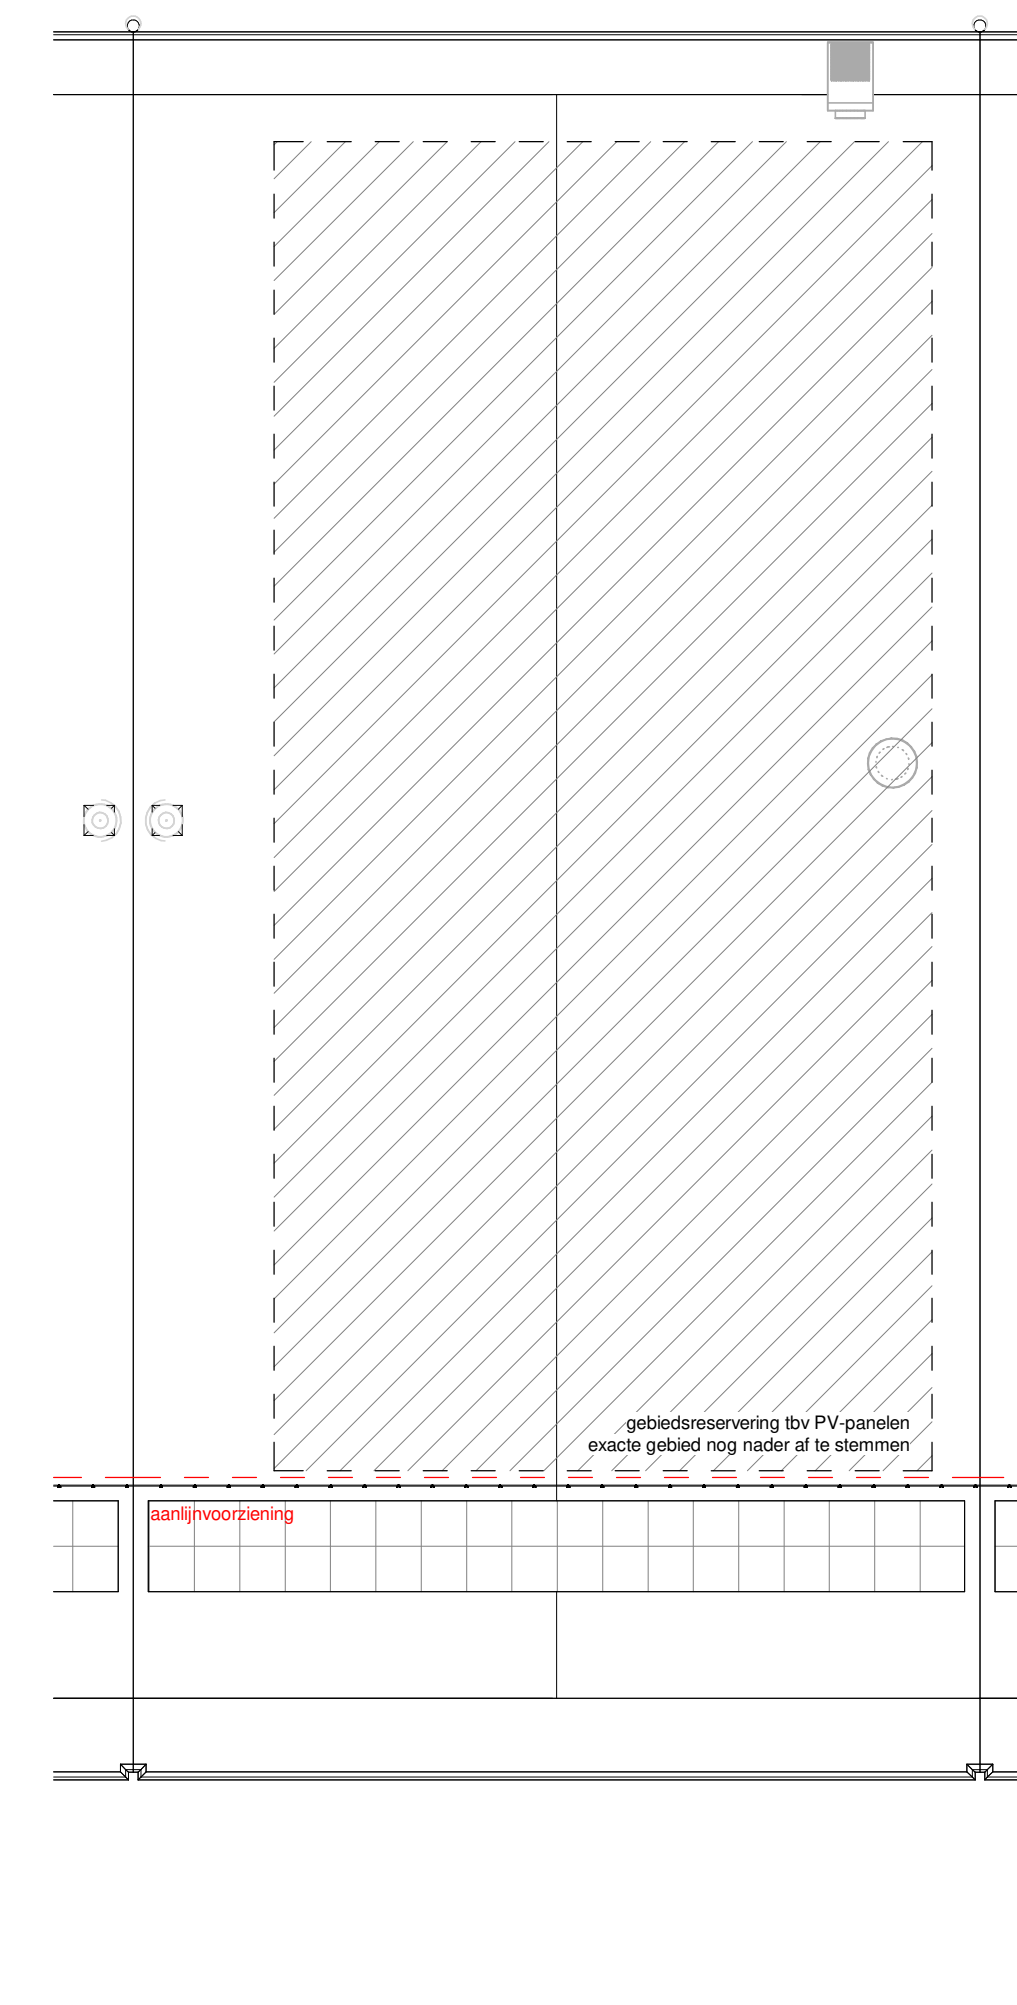 gebiedsreservering tbv PV-panelen
exacte gebied nog nader af te stemmen
aanlijnvoorziening